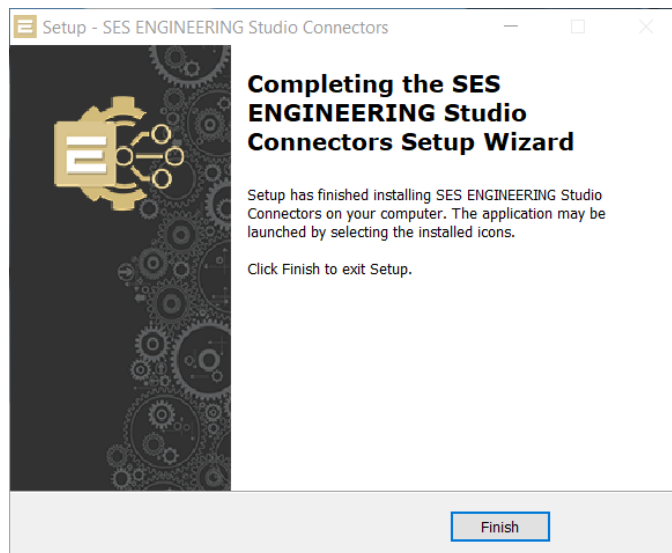 Setup - SES ENGINEERING Studio Connectors
Completing the SES
ENGINEERING Studio
Connectors Setup Wizard
Setup has finished installing SES ENGINEERING Studio
Connectors on your computer. The application may be
launched by selecting the installed icons.
Click Finish to exit Setup.
Finish